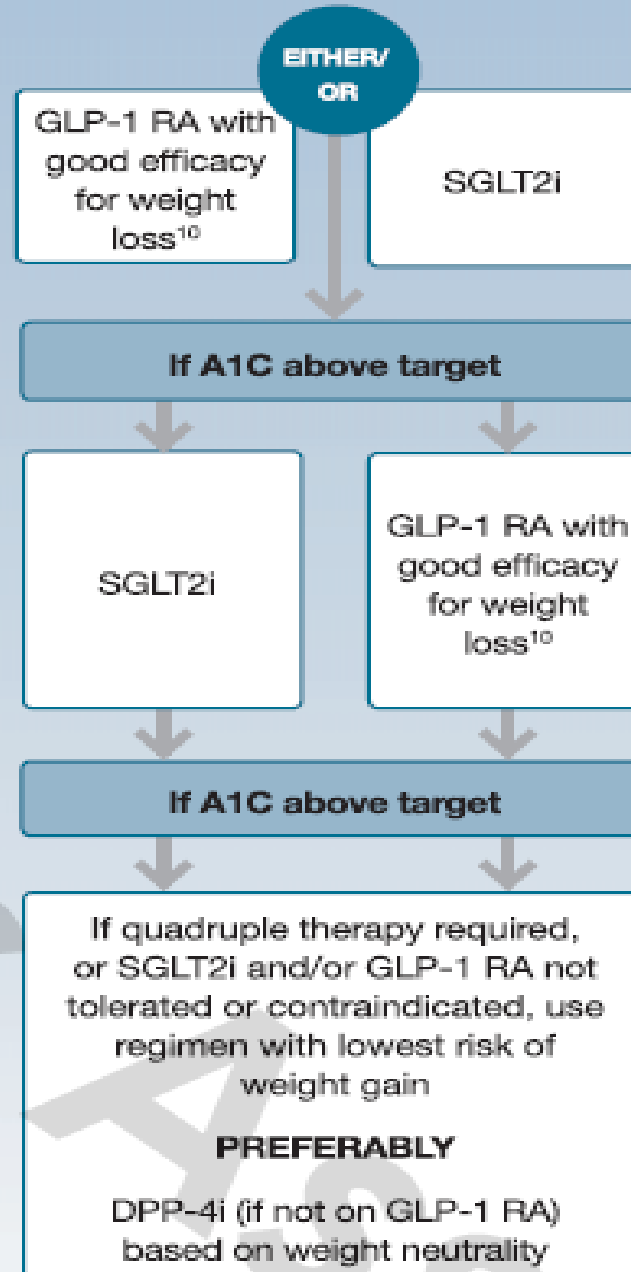 EITHER/
OR
GLP-1 RA with
good efficacy
for weight
loss¹⁰
SGLT2i
If A1C above target
SGLT2i
GLP-1 RA with
good efficacy
for weight
loss¹⁰
If A1C above target
If quadruple therapy required,
or SGLT2i and/or GLP-1 RA not
tolerated or contraindicated, use
regimen with lowest risk of
weight gain
PREFERABLY
DPP-4i (if not on GLP-1 RA)
based on weight neutrality